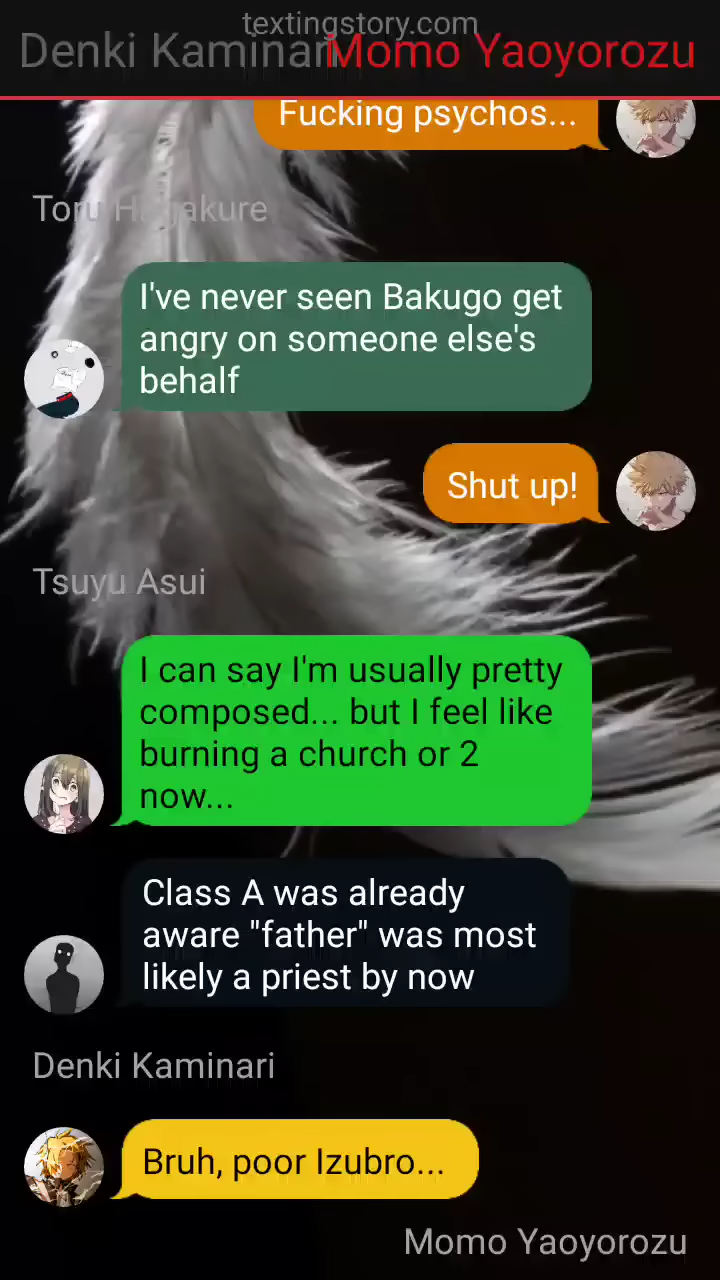 textingstory.com
Denki Kaminari Momo Yaoyorozu
Fucking psychos...
Toru Hagakure
I've never seen Bakugo get
angry on someone else's
behalf
Shut up!
Tsuyu Asui
I can say I'm usually pretty
composed... but I feel like
burning a church or 2
now...
Class A was already
aware "father" was most
likely a priest by now
Denki Kaminari
Bruh, poor Izubro...
Momo Yaoyorozu